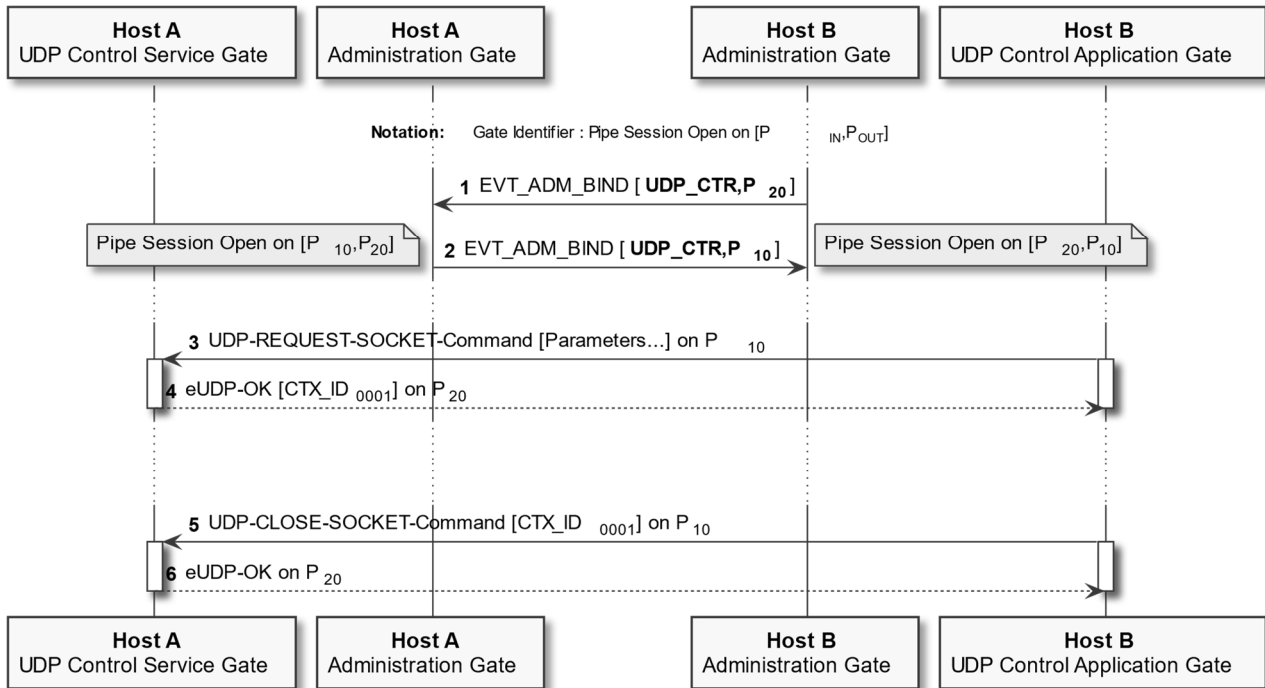 Host A
UDP Control Service Gate
Host A
Administration Gate
Host B
Administration Gate
Host B
UDP Control Application Gate
Notation: Gate Identifier : Pipe Session Open on [P IN,POUT]
1 EVT_ADM_BIND [ UDP_CTR,P 20 ]
Pipe Session Open on [P 10,P20]
2 EVT_ADM_BIND [ UDP_CTR,P 10 ]
Pipe Session Open on [P 20,P10]
3 UDP-REQUEST-SOCKET-Command [Parameters...] on P 10
4 eUDP-OK [CTX_ID 0001] on P20
5 UDP-CLOSE-SOCKET-Command [CTX_ID 0001] on P10
6 eUDP-OK on P20
Host A
UDP Control Service Gate
Host A
Administration Gate
Host B
Administration Gate
Host B
UDP Control Application Gate